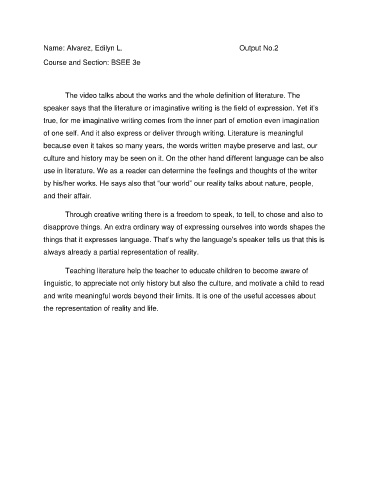 Name: Alvarez, Edilyn L. Output No.2
Course and Section: BSEE 3e
The video talks about the works and the whole definition of literature. The
speaker says that the literature or imaginative writing is the field of expression. Yet it's
true, for me imaginative writing comes from the inner part of emotion even imagination
of one self. And it also express or deliver through writing. Literature is meaningful
because even it takes so many years, the words written maybe preserve and last, our
culture and history may be seen on it. On the other hand different language can be also
use in literature. We as a reader can determine the feelings and thoughts of the writer
by his/her works. He says also that "our world" our reality talks about nature, people,
and their affair.
Through creative writing there is a freedom to speak, to tell, to chose and also to
disapprove things. An extra ordinary way of expressing ourselves into words shapes the
things that it expresses language. That's why the language's speaker tells us that this is
always already a partial representation of reality.
Teaching literature help the teacher to educate children to become aware of
linguistic, to appreciate not only history but also the culture, and motivate a child to read
and write meaningful words beyond their limits. It is one of the useful accesses about
the representation of reality and life.